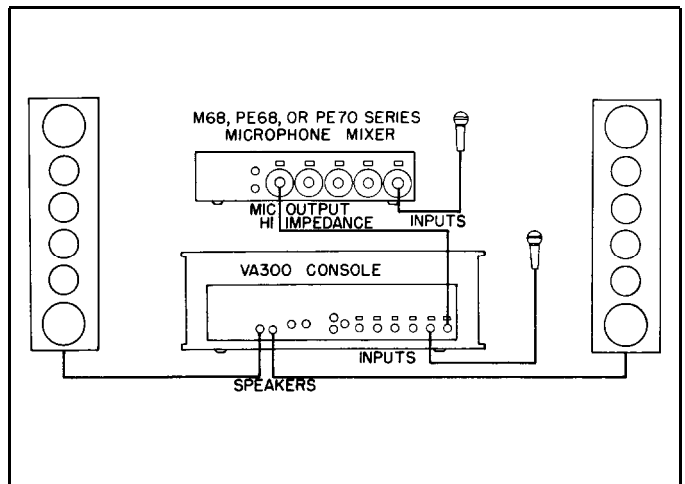 M68, PE68, OR PE70 SERIES
MICROPHONE MIXER
MIC OUTPUT
HI IMPEDANCE
INPUTS
VA300 CONSOLE
INPUTS
SPEAKERS